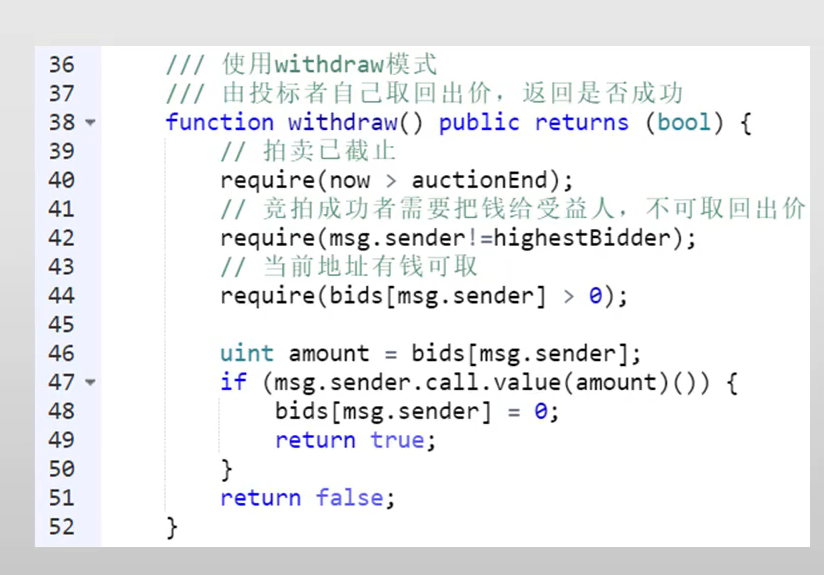 36 /// 使用withdraw模式
37 /// 由投标者自己取回出价，返回是否成功
38 function withdraw() public returns (bool) {
39 // 拍卖已截止
40 require(now > auctionEnd);
41 // 竞拍成功者需要把钱给受益人，不可取回出价
42 require(msg.sender!=highestBidder);
43 // 当前地址有钱可取
44 require(bids[msg.sender] > 0);
45
46 uint amount = bids[msg.sender];
47 if (msg.sender.call.value(amount)()) {
48 bids[msg.sender] = 0;
49 return true;
50 }
51 return false;
52 }